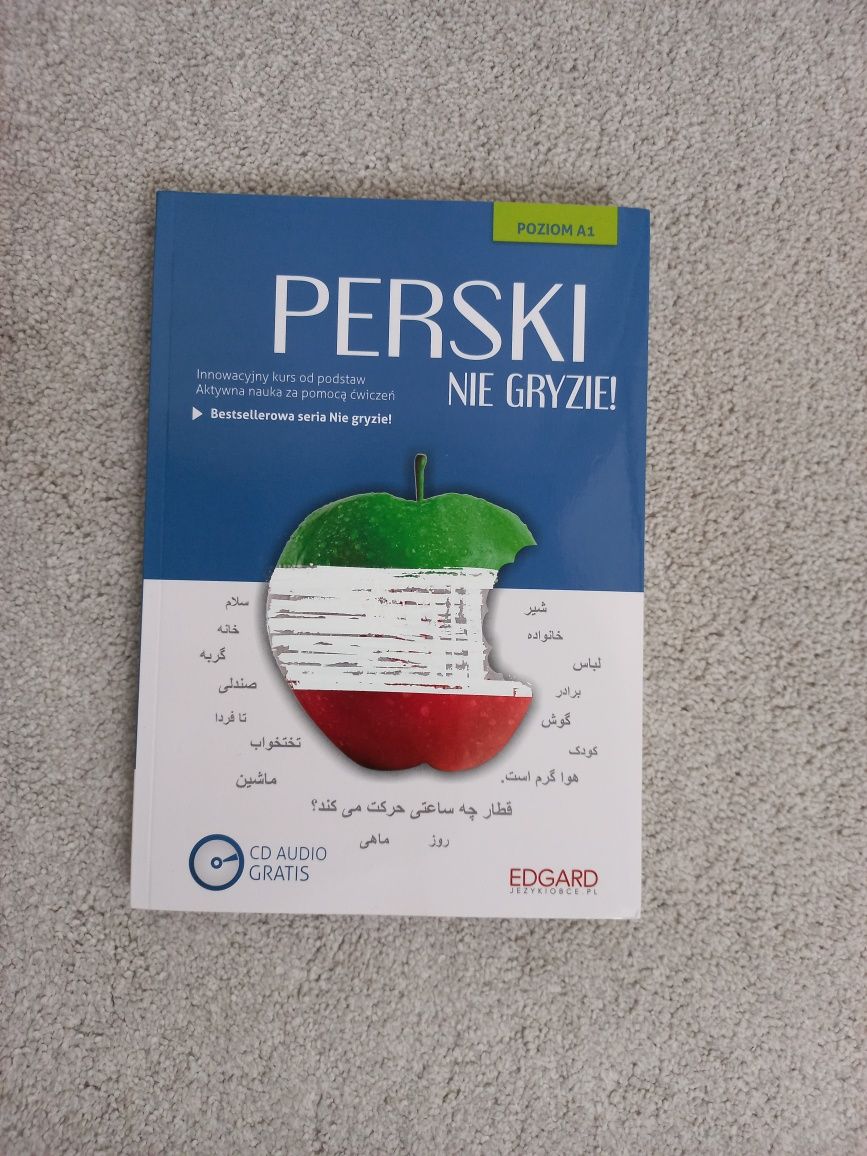 POZIOM A1
PERSKI
NIE GRYZIE!
Innowacyjny kurs od podstaw
Aktywna nauka za pomocą ćwiczeń
Bestsellerowa seria Nie gryzie!
سلام
خانه
گربه
صندلی
تا فردا
تختخواب
ماشین
شیر
خانواده
لباس
برادر
گوش
کودک
هوا گرم است.
قطار چه ساعتی حرکت می کند؟
روز
ماهی
CD AUDIO
GRATIS
EDGARD
JEZYKIOBCE.PL